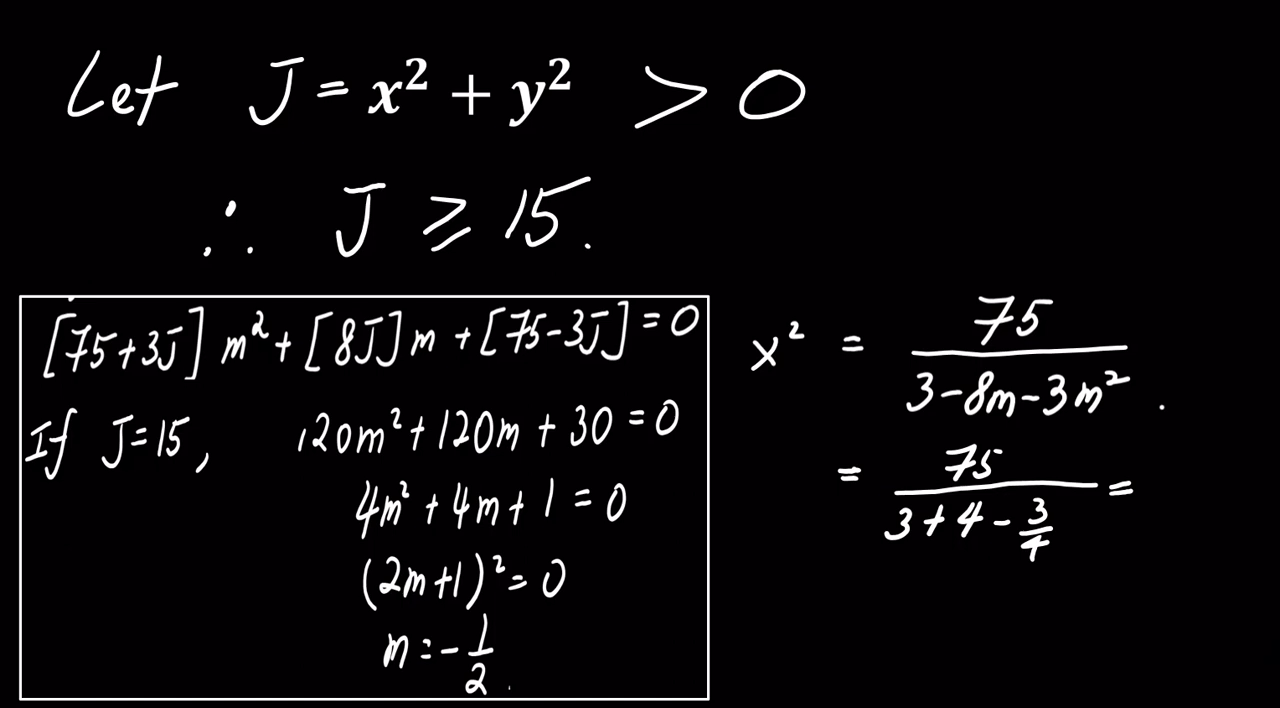 Let J = x² + y² > 0
∴ J ≥ 15.
[75+3J] m² + [8J] m + [75-3J] = 0
If J=15, 120m² + 120m + 30 = 0
4m² + 4m + 1 = 0
(2m+1)² = 0
m = -1/2.
x² = 75/(3-8m-3m²).
= 75/(3+4-3/4) =